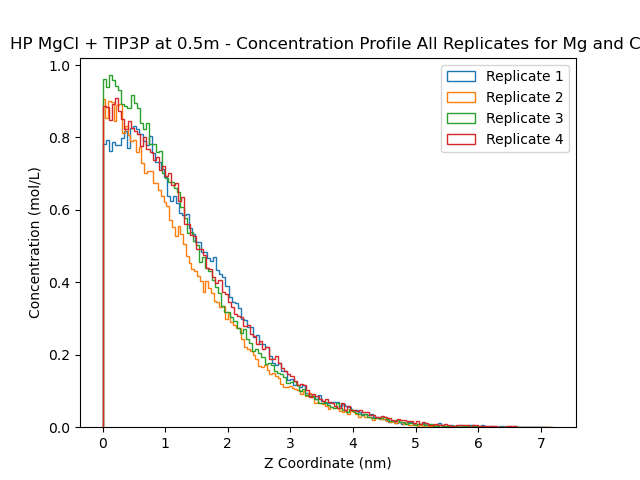 HP MgCl + TIP3P at 0.5m - Concentration Profile All Replicates for Mg and C
Replicate 1
Replicate 2
Replicate 3
Replicate 4
Concentration (mol/L)
1.0
0.8
0.6
0.4
0.2
0.0
0 1 2 3 4 5 6 7
Z Coordinate (nm)